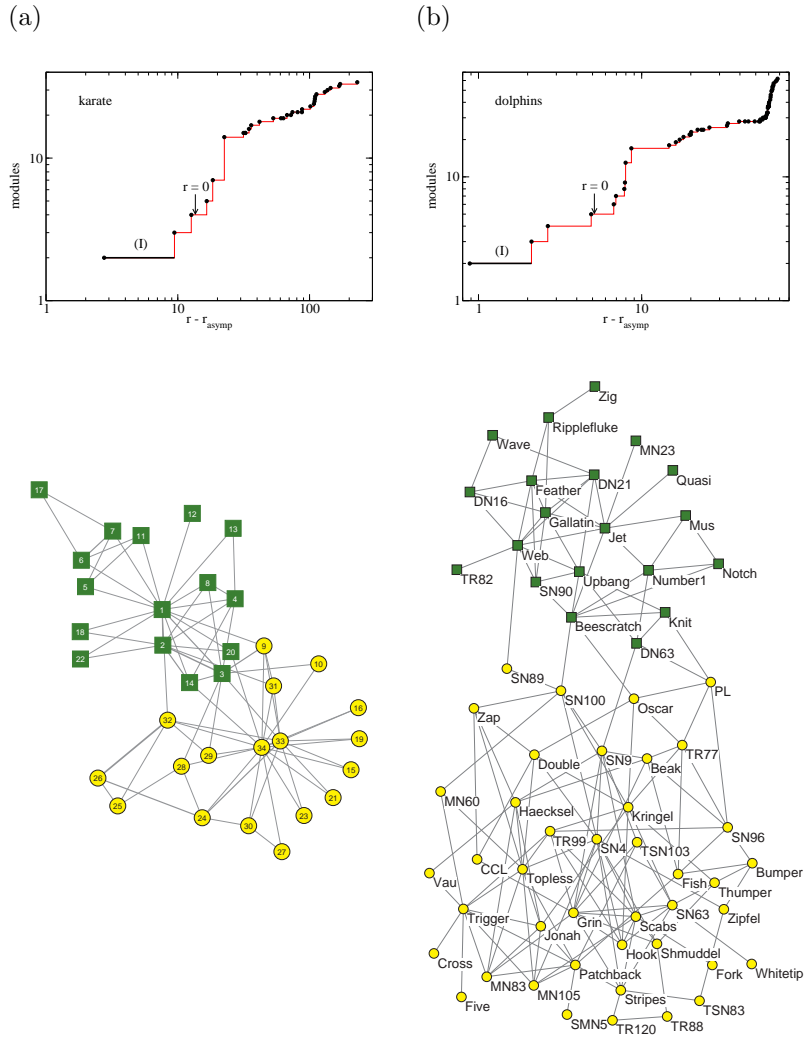 (a)
(b)
karate
modules
10
1
r = 0
(I)
1
10
100
r - r_asymp
dolphins
modules
10
1
r = 0
(I)
1
10
r - r_asymp
17
12
7
11
13
6
8
5
4
1
18
2
20
9
22
3
10
14
31
16
32
33
19
34
29
28
15
26
21
25
24
23
30
27
Zig
Ripplefluke
Wave
MN23
DN21
Quasi
Feather
DN16
Gallatin
Mus
Jet
Web
TR82
Upbang
Number1
Notch
SN90
Beescratch
Knit
DN63
SN89
PL
SN100
Oscar
Zap
TR77
Double
SN9
Beak
MN60
Haecksel
Kringel
SN96
TR99
SN4
TSN103
CCL
Bumper
Vau
Topless
Fish
Thumper
Trigger
Grin
SN63
Zipfel
Jonah
Scabs
Cross
Hook
Shmuddel
MN83
Patchback
Fork
Whitetip
MN105
Five
Stripes
TSN83
SMN5
TR120
TR88